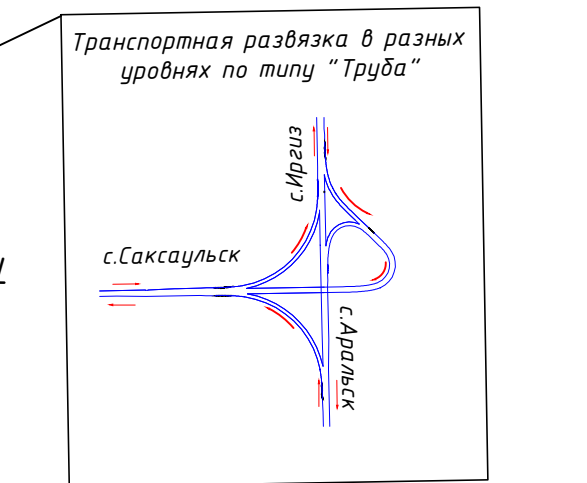 Транспортная развязка в разных
уровнях по типу "Труба"
с.Иргиз
с.Саксаульск
с.Аральск